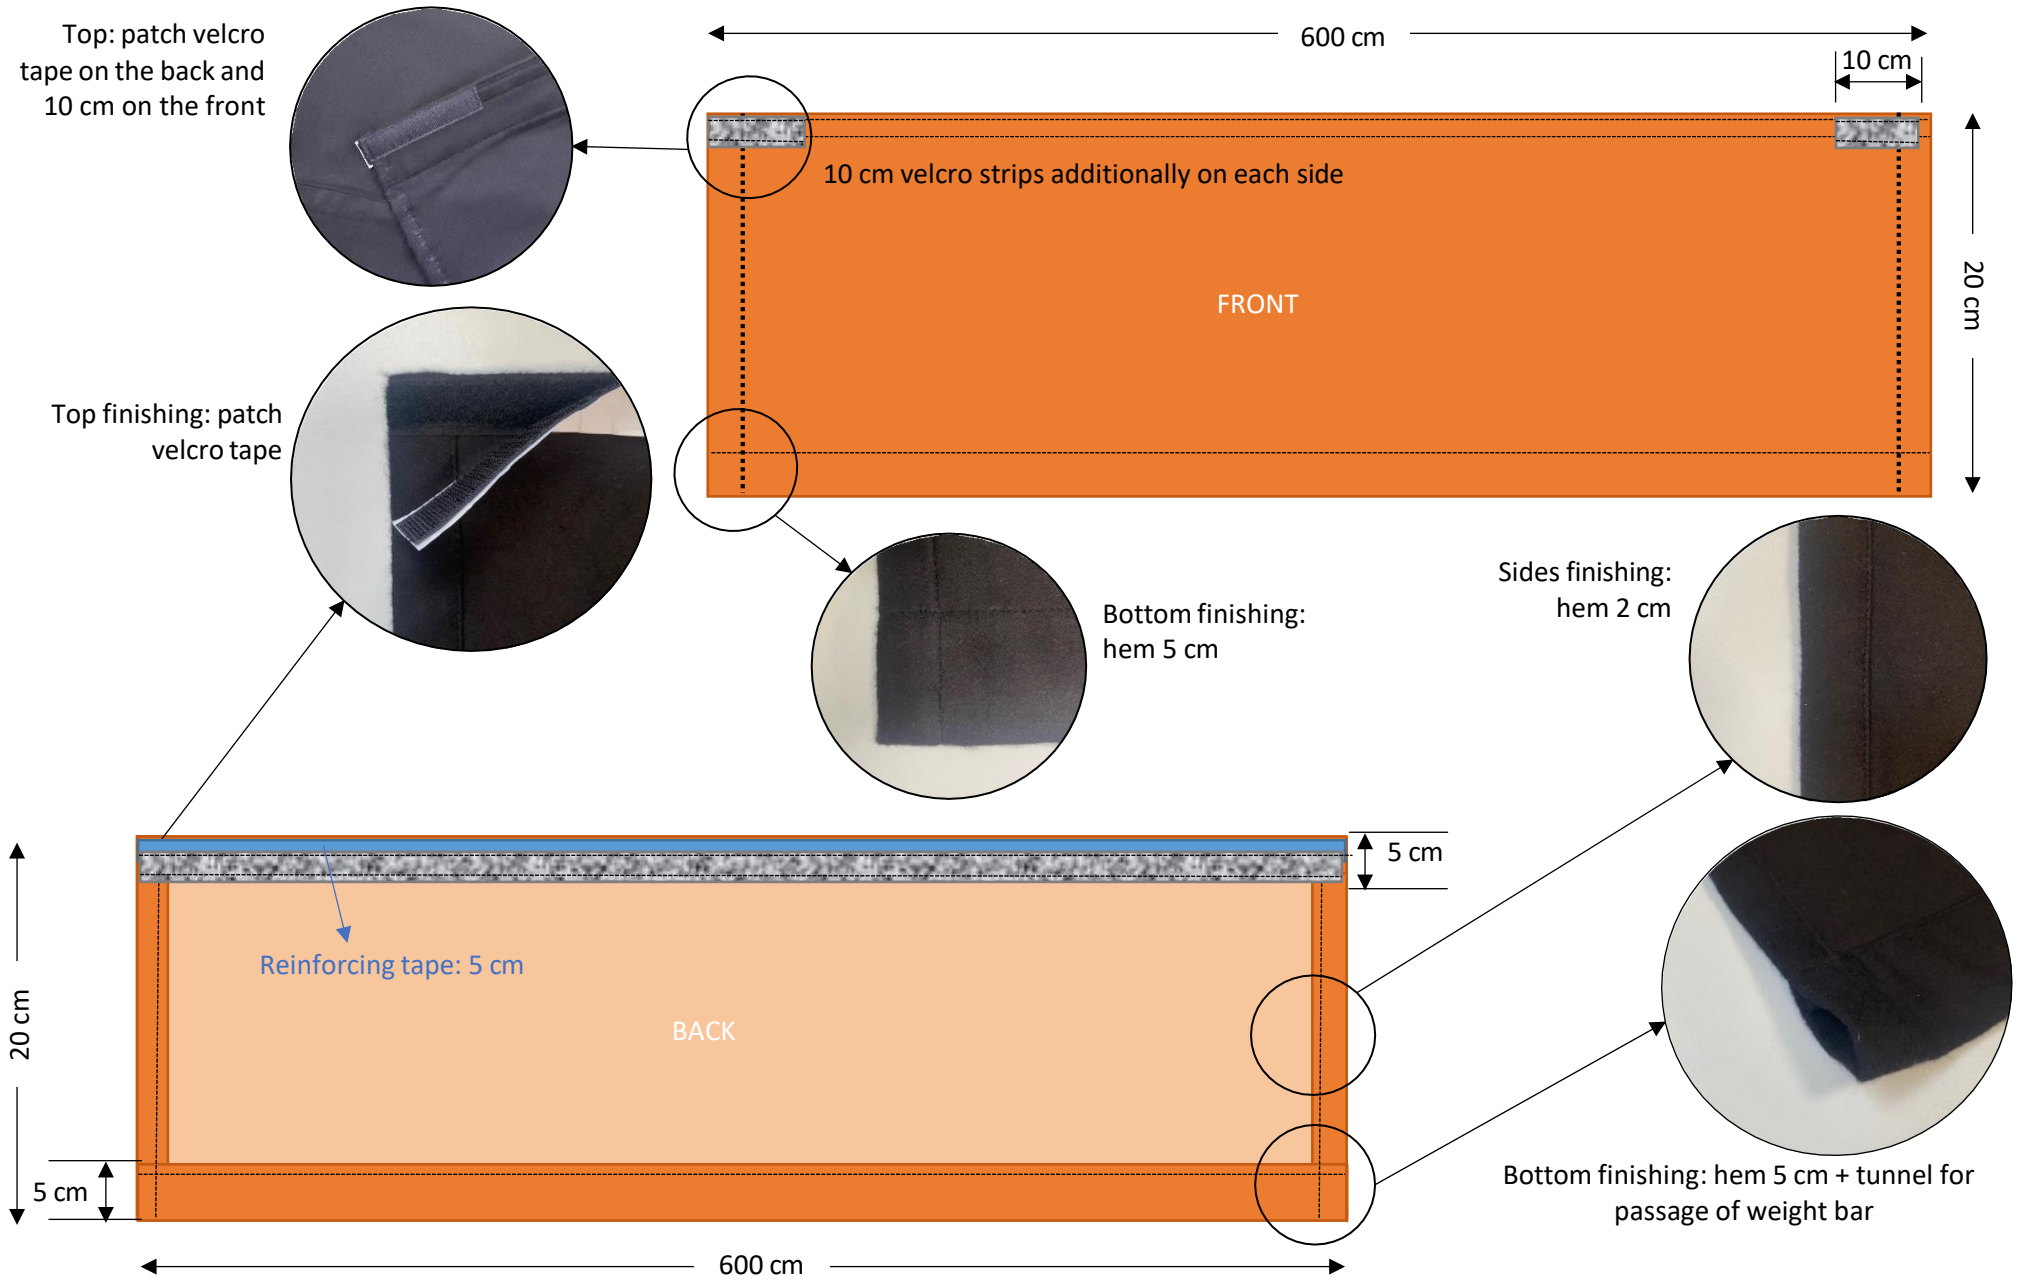 Top: patch velcro
tape on the back and
10 cm on the front
600 cm
10 cm
10 cm velcro strips additionally on each side
FRONT
20 cm
Top finishing: patch
velcro tape
Bottom finishing:
hem 5 cm
Sides finishing:
hem 2 cm
5 cm
Reinforcing tape: 5 cm
BACK
20 cm
5 cm
Bottom finishing: hem 5 cm + tunnel for
passage of weight bar
600 cm